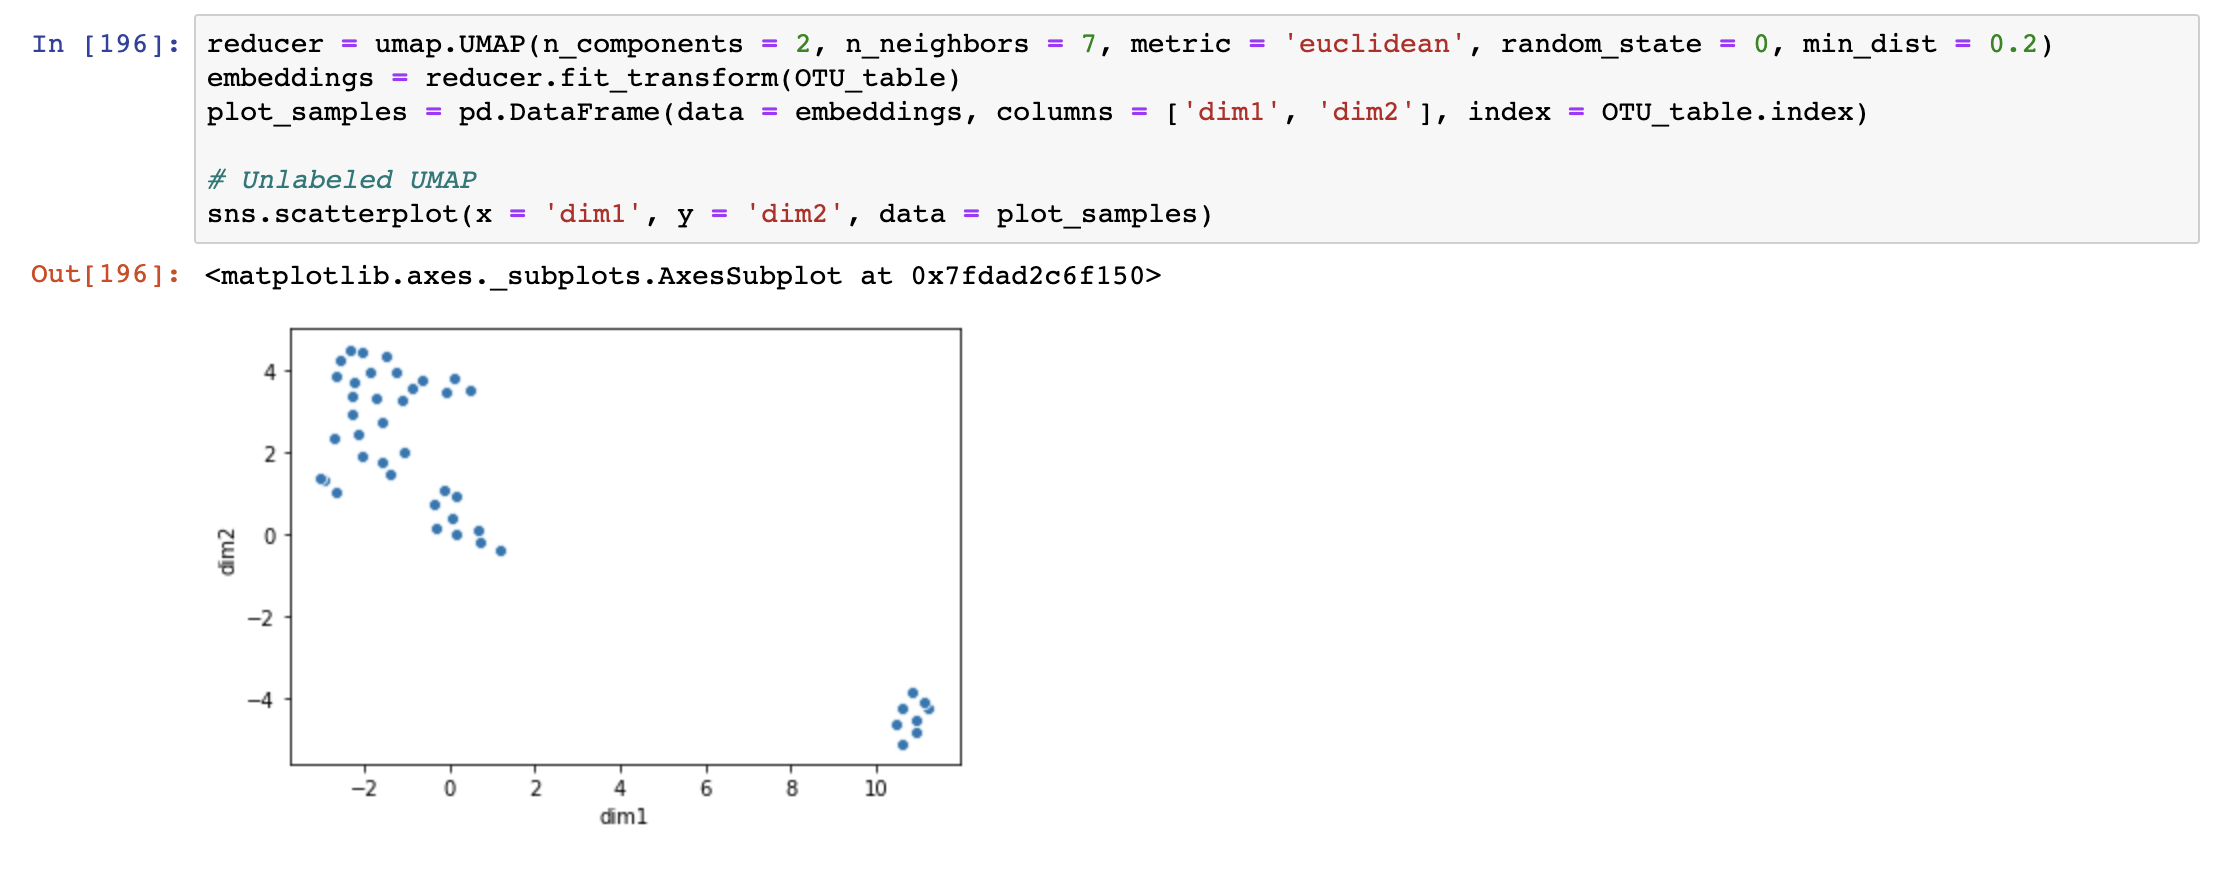 In [196]:
reducer = umap.UMAP(n_components = 2, n_neighbors = 7, metric = 'euclidean', random_state = 0, min_dist = 0.2)
embeddings = reducer.fit_transform(OTU_table)
plot_samples = pd.DataFrame(data = embeddings, columns = ['dim1', 'dim2'], index = OTU_table.index)
# Unlabeled UMAP
sns.scatterplot(x = 'dim1', y = 'dim2', data = plot_samples)
Out[196]:
<matplotlib.axes._subplots.AxesSubplot at 0x7fdad2c6f150>
4
2
0
−2
−4
dim2
−2 0 2 4 6 8 10
dim1